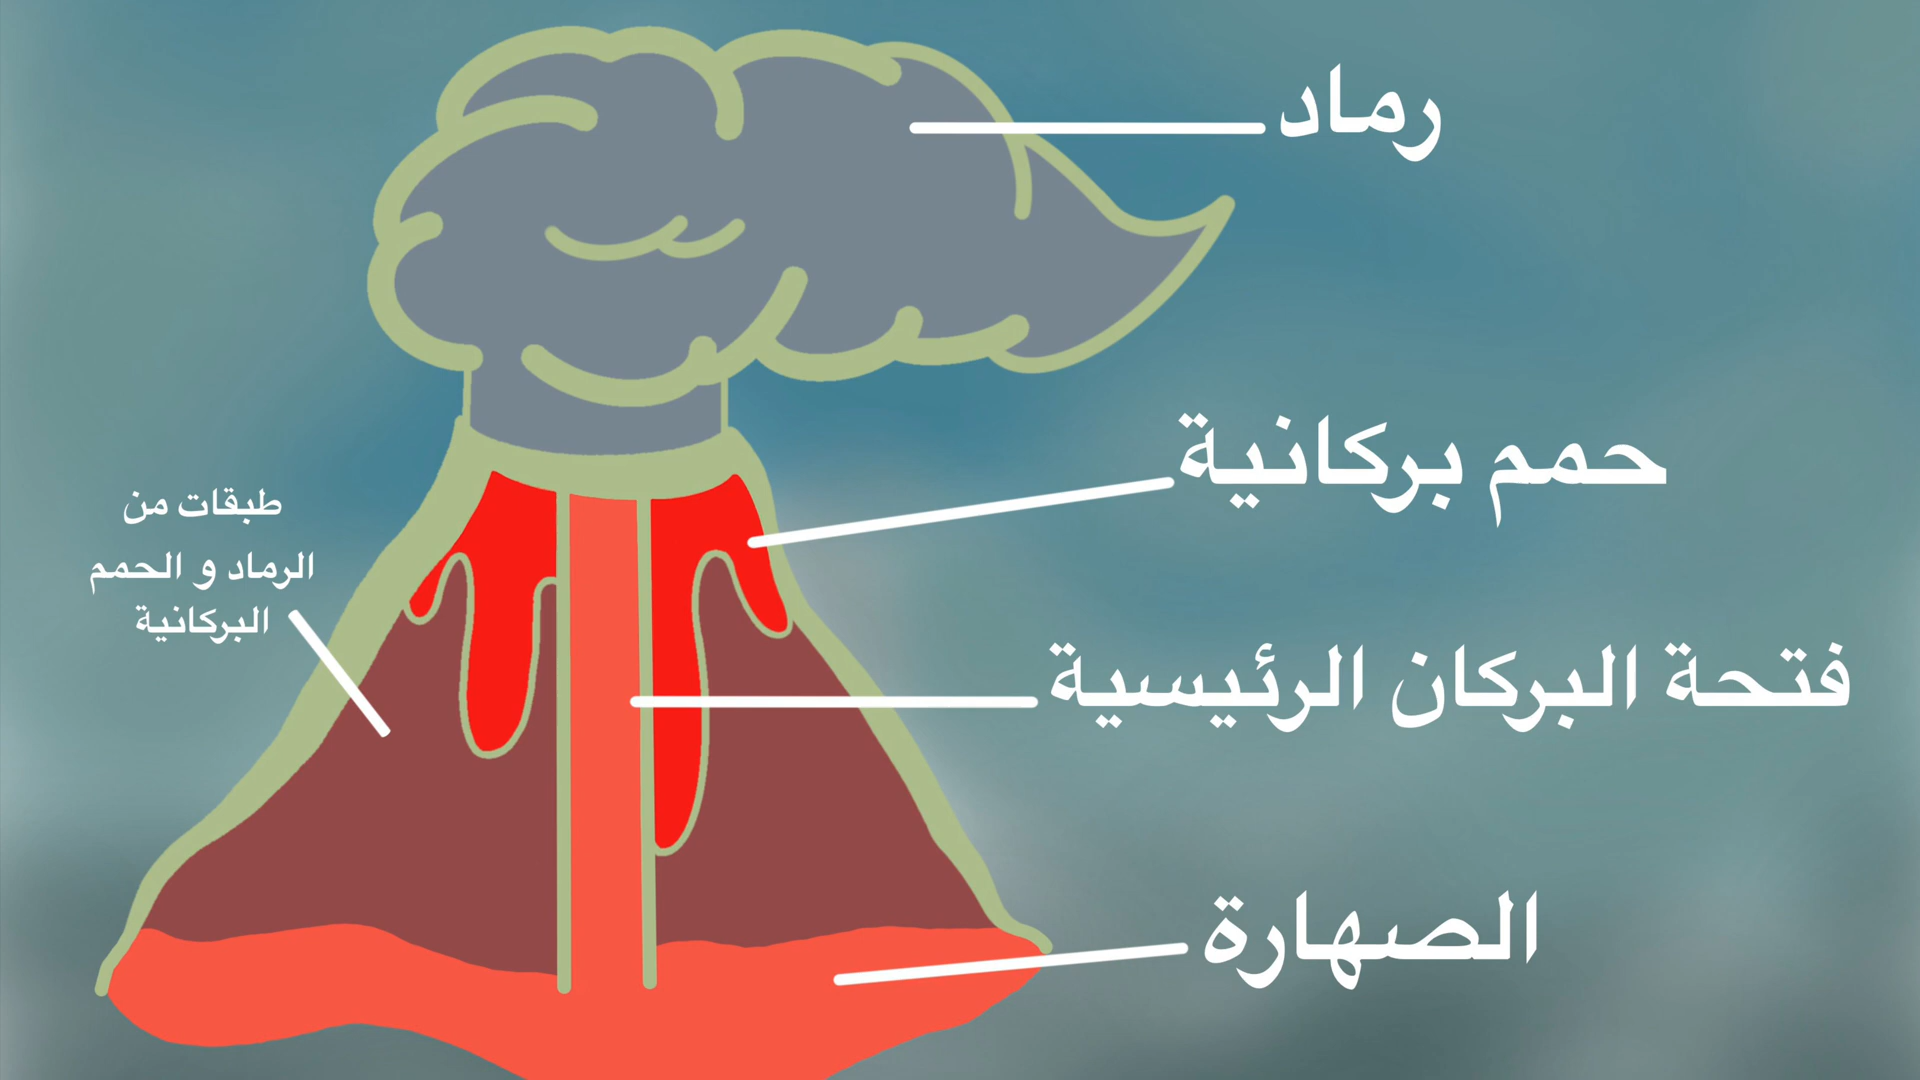 رماد
حمم بركانية
طبقات من
الرماد و الحمم
البركانية
فتحة البركان الرئيسية
الصهارة